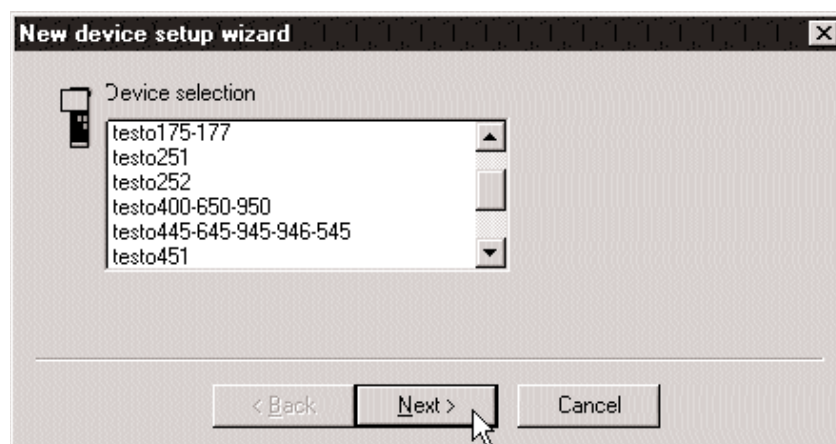 New device setup wizard
Device selection
testo175-177
testo251
testo252
testo400-650-950
testo445-645-945-946-545
testo451
< Back
Next >
Cancel